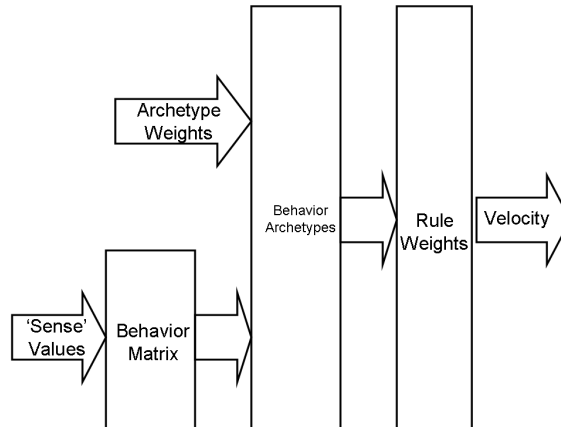 Archetype
Weights
Behavior
Archetypes
Rule
Weights
Velocity
'Sense'
Values
Behavior
Matrix